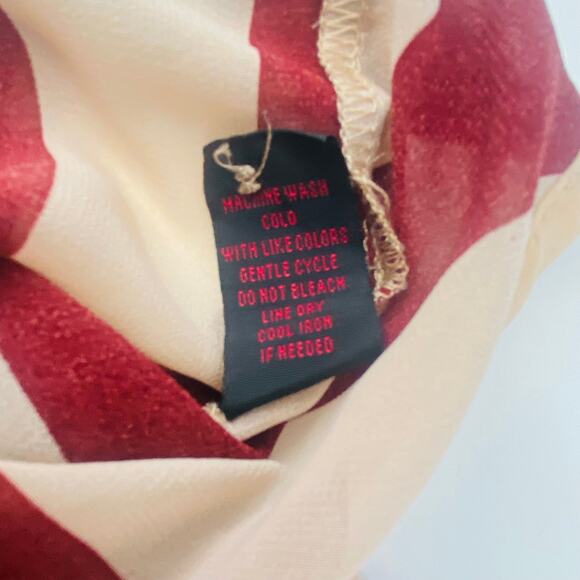 MACHINE WASH
COLD
WITH LIKE COLORS
GENTLE CYCLE
DO NOT BLEACH
LINE DRY
COOL IRON
IF NEEDED